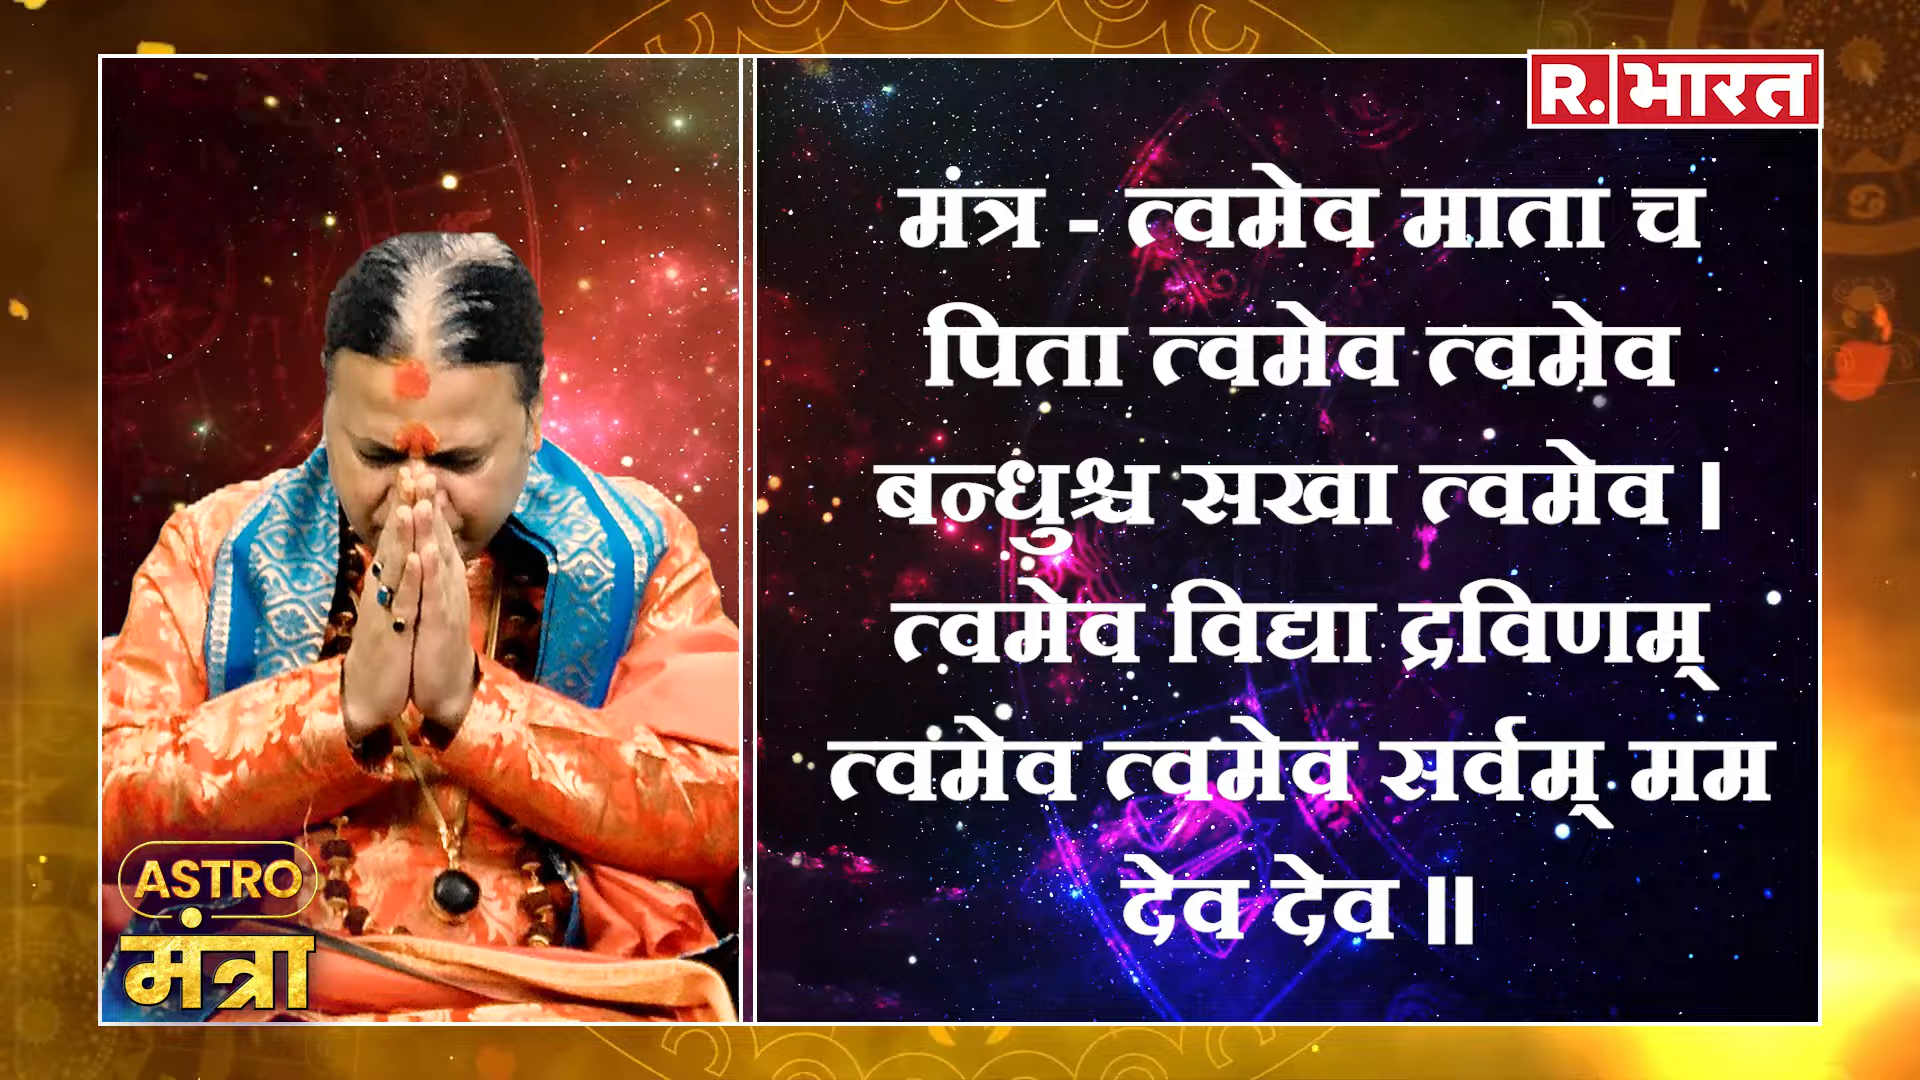 R. भारत
मंत्र - त्वमेव माता च
पिता त्वमेव त्वमेव
बन्धुश्च सखा त्वमेव ।
त्वमेव विद्या द्रविणम्
त्वमेव त्वमेव सर्वम् मम
देव देव ॥
ASTRO
मंत्रा